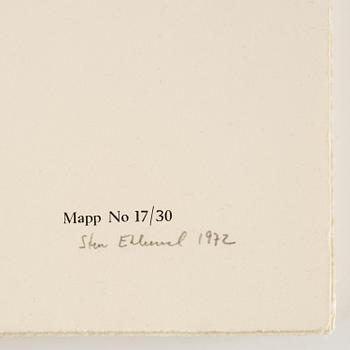 Mapp No 17/30
Sten Eklund 1972